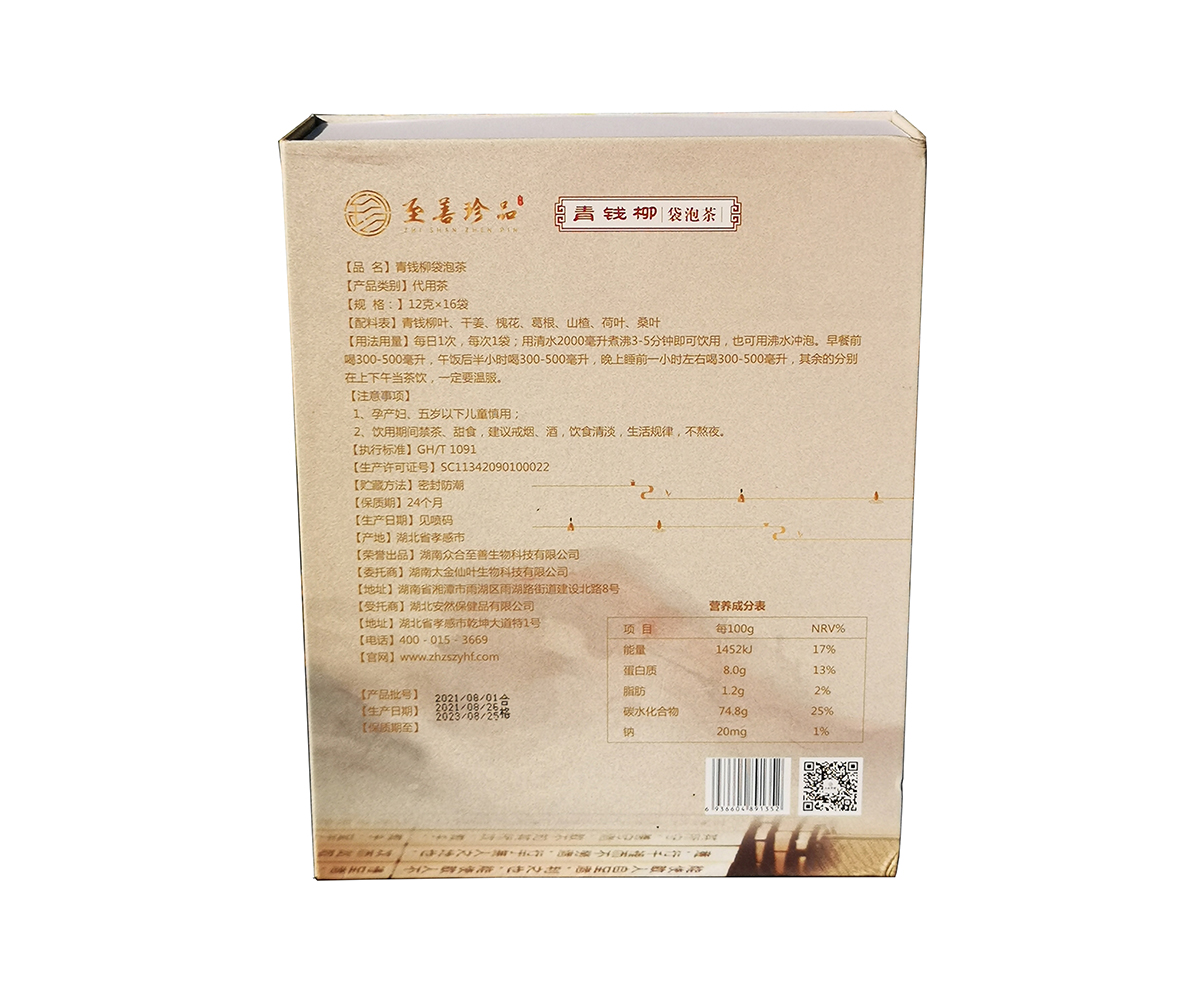 至善珍品
ZHI SHAN ZHEN PIN
青钱柳 袋泡茶
【品 名】青钱柳袋泡茶
【产品类别】代用茶
【规 格：】12克×16袋
【配料表】青钱柳叶、干姜、槐花、葛根、山楂、荷叶、桑叶
【用法用量】每日1次，每次1袋；用清水2000毫升煮沸3-5分钟即可饮用，也可用沸水冲泡。早餐前
喝300-500毫升，午饭后半小时喝300-500毫升，晚上睡前一小时左右喝300-500毫升，其余的分别
在上下午当茶饮，一定要温服。
【注意事项】
1、孕产妇、五岁以下儿童慎用；
2、饮用期间禁茶、甜食，建议戒烟、酒，饮食清淡，生活规律，不熬夜。
【执行标准】GH/T 1091
【生产许可证号】SC11342090100022
【贮藏方法】密封防潮
【保质期】24个月
【生产日期】见喷码
【产地】湖北省孝感市
【荣誉出品】湖南众合至善生物科技有限公司
【委托商】湖南太金仙叶生物科技有限公司
【地址】湖南省湘潭市雨湖区雨湖路街道建设北路8号
【受托商】湖北安然保健品有限公司
【地址】湖北省孝感市乾坤大道特1号
【电话】400-015-3669
【官网】www.zhzszyhf.com
【产品批号】 2021/08/01合
【生产日期】 2021/08/26
【保质期至】 2023/08/25格
营养成分表
项 目 每100g NRV%
能量 1452kJ 17%
蛋白质 8.0g 13%
脂肪 1.2g 2%
碳水化合物 74.8g 25%
钠 20mg 1%
6 936604 891352